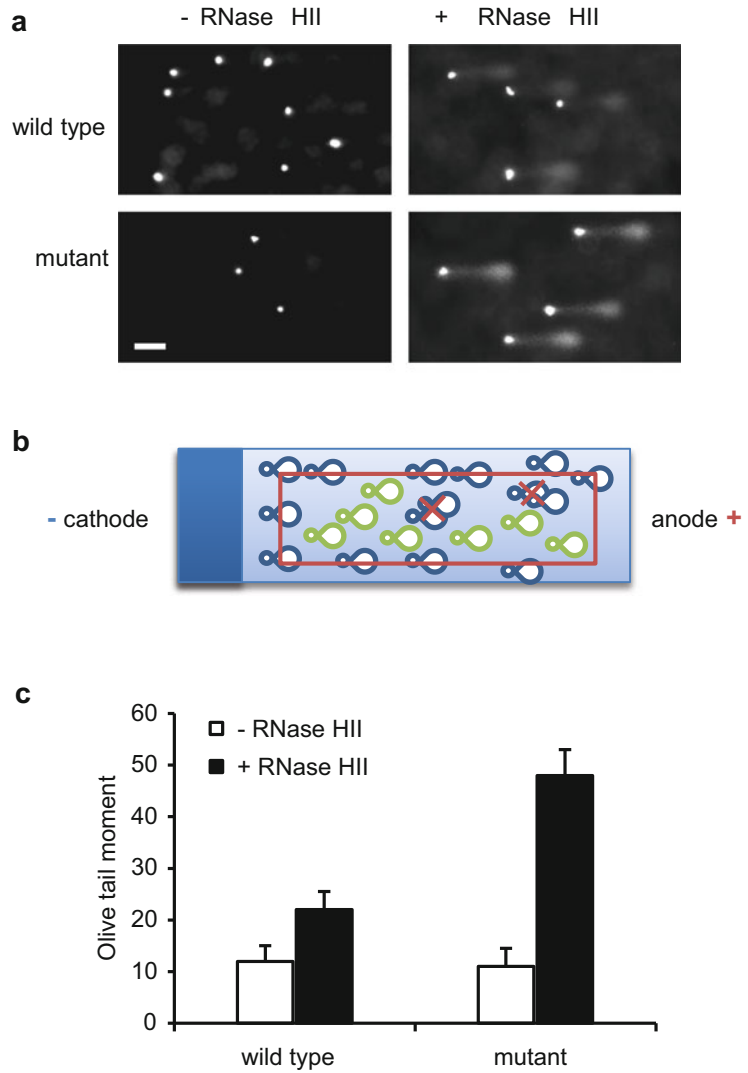 a
- RNase HII
+ RNase HII
wild type
mutant
b
- cathode
anode +
c
60
50
40
30
20
10
0
Olive tail moment
- RNase HII
+ RNase HII
wild type
mutant